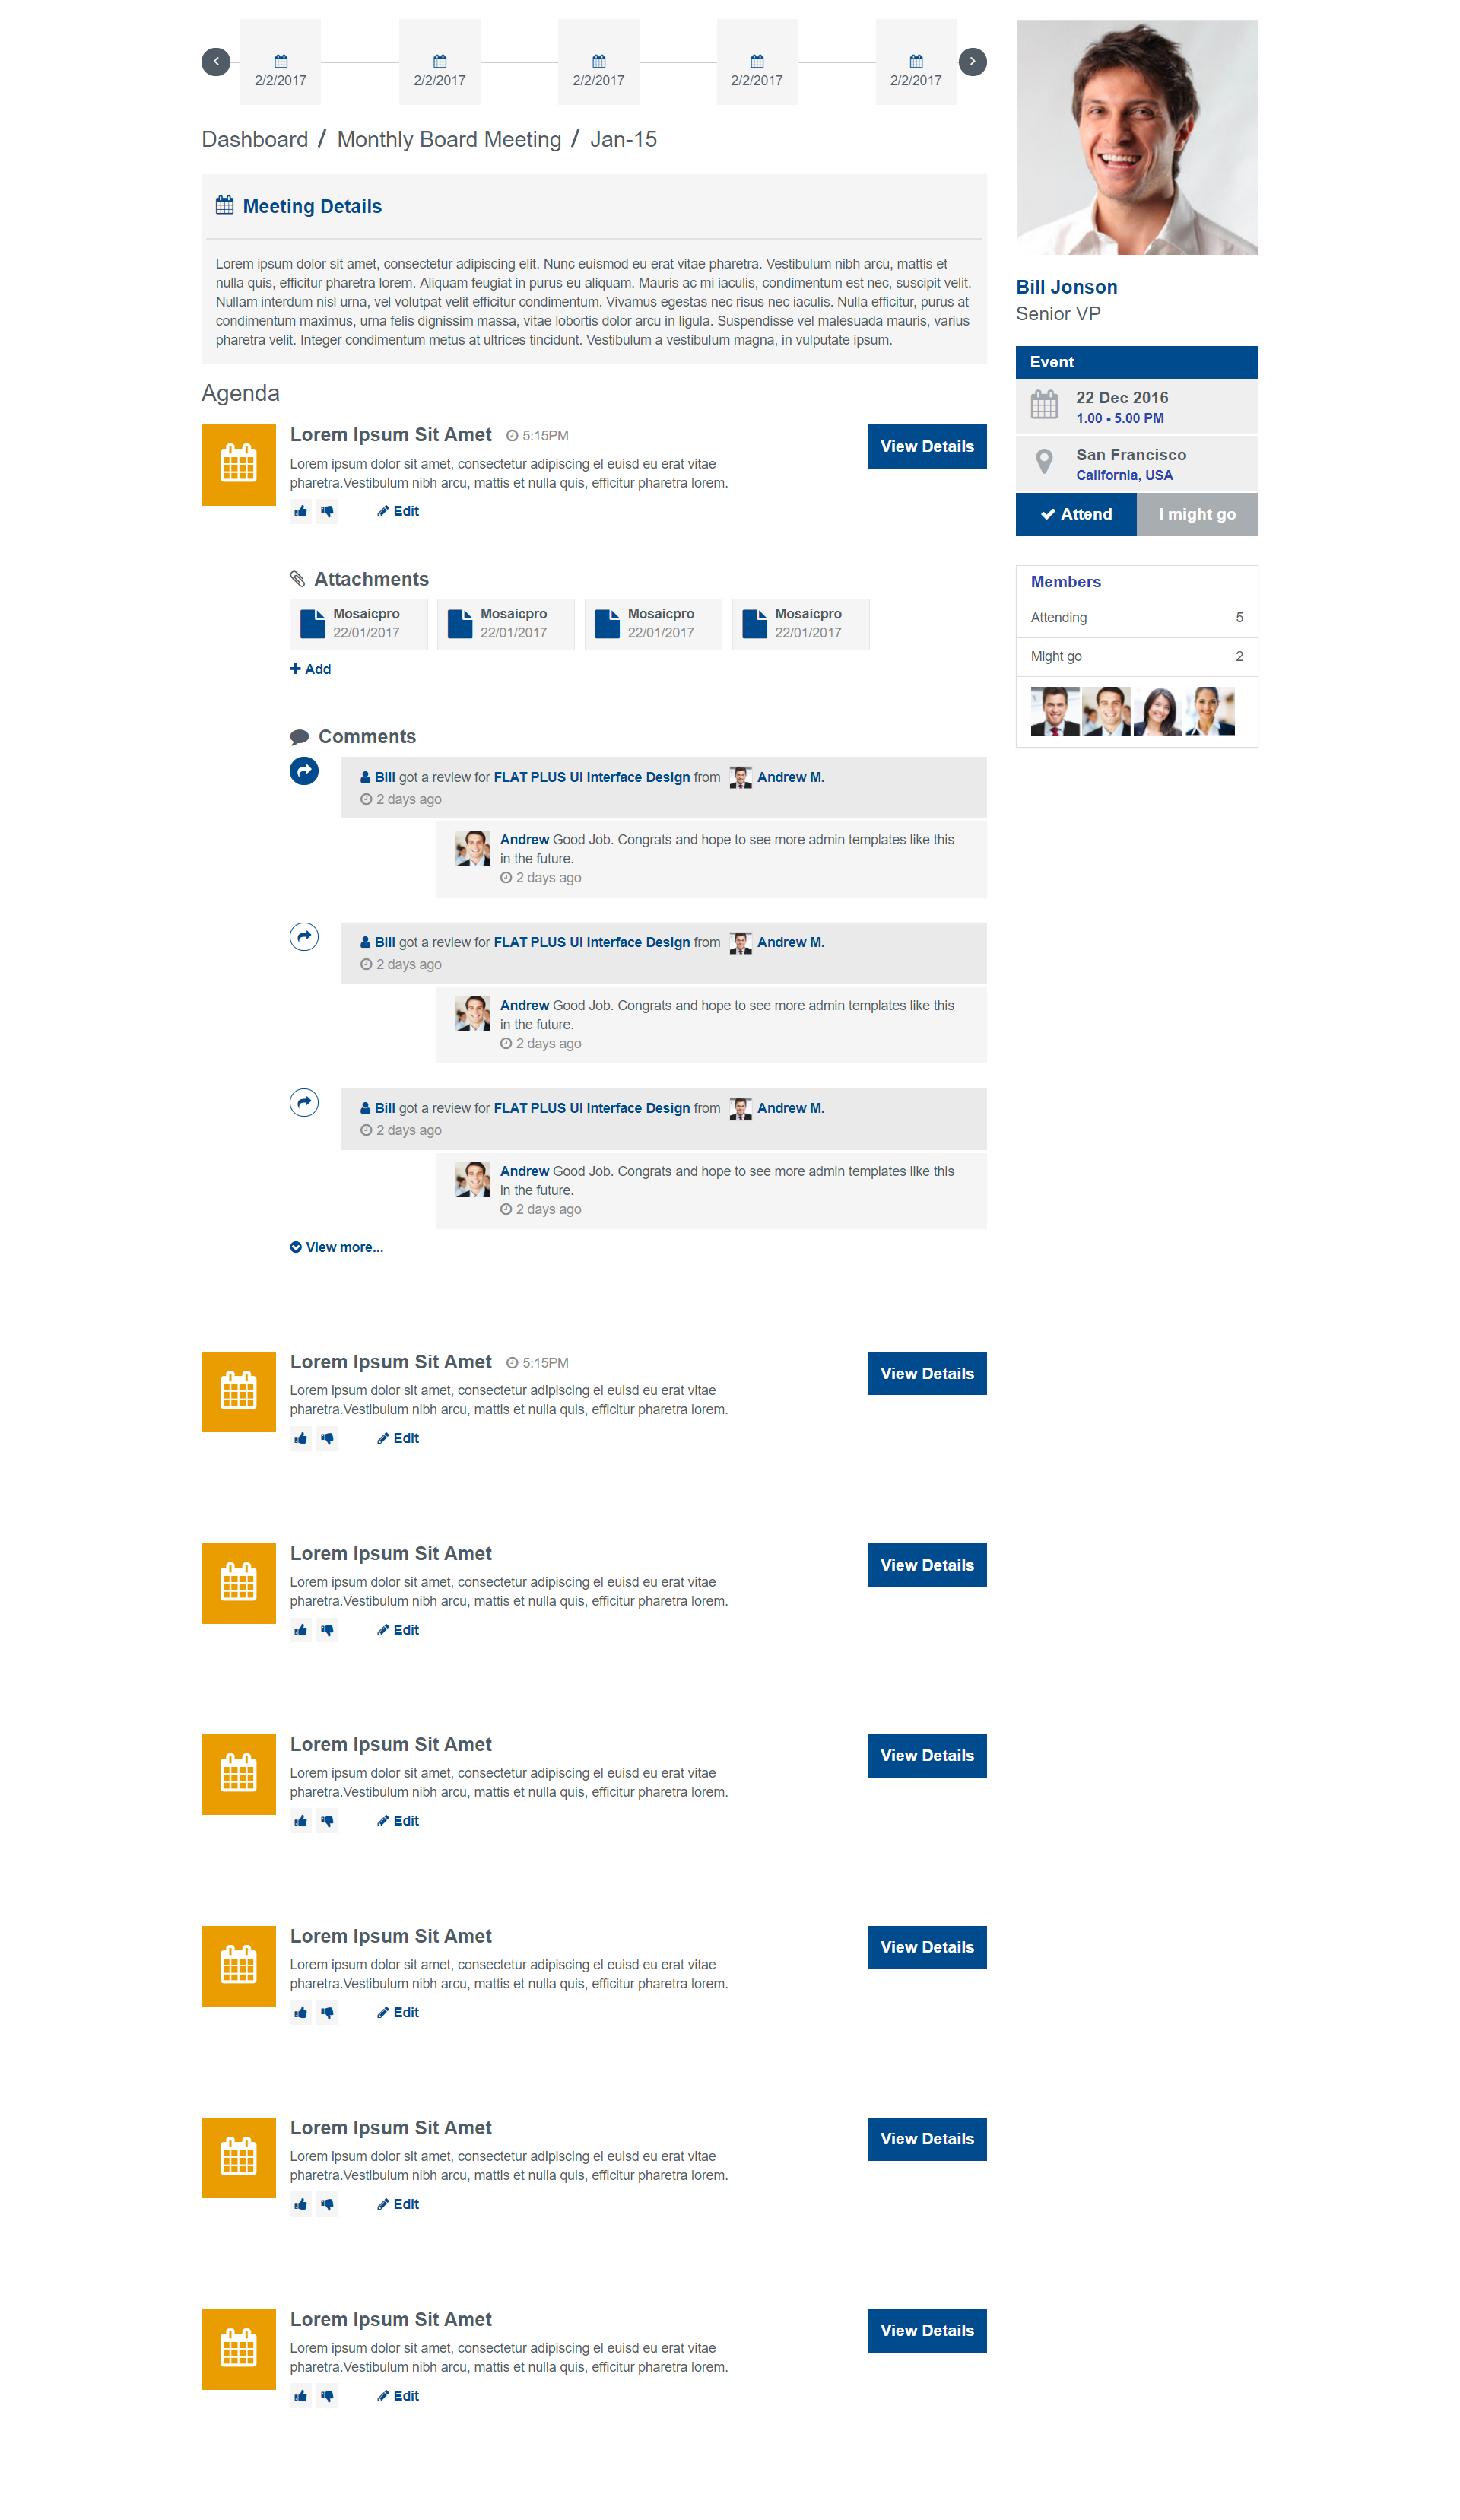 2/2/2017
2/2/2017
2/2/2017
2/2/2017
2/2/2017
Dashboard / Monthly Board Meeting / Jan-15
Meeting Details
Lorem ipsum dolor sit amet, consectetur adipiscing elit. Nunc euismod eu erat vitae pharetra. Vestibulum nibh arcu, mattis et
nulla quis, efficitur pharetra lorem. Aliquam feugiat in purus eu aliquam. Mauris ac mi iaculis, condimentum est nec, suscipit velit.
Nullam interdum nisl urna, vel volutpat velit efficitur condimentum. Vivamus egestas nec risus nec iaculis. Nulla efficitur, purus at
condimentum maximus, urna felis dignissim massa, vitae lobortis dolor arcu in ligula. Suspendisse vel malesuada mauris, varius
pharetra velit. Integer condimentum metus at ultrices tincidunt. Vestibulum a vestibulum magna, in vulputate ipsum.
Agenda
Lorem Ipsum Sit Amet 5:15PM
Lorem ipsum dolor sit amet, consectetur adipiscing el euisd eu erat vitae
pharetra.Vestibulum nibh arcu, mattis et nulla quis, efficitur pharetra lorem.
Edit
View Details
Attachments
Mosaicpro
22/01/2017
Mosaicpro
22/01/2017
Mosaicpro
22/01/2017
Mosaicpro
22/01/2017
Add
Comments
Bill got a review for FLAT PLUS UI Interface Design from Andrew M.
2 days ago
Andrew Good Job. Congrats and hope to see more admin templates like this
in the future.
2 days ago
Bill got a review for FLAT PLUS UI Interface Design from Andrew M.
2 days ago
Andrew Good Job. Congrats and hope to see more admin templates like this
in the future.
2 days ago
Bill got a review for FLAT PLUS UI Interface Design from Andrew M.
2 days ago
Andrew Good Job. Congrats and hope to see more admin templates like this
in the future.
2 days ago
View more...
Lorem Ipsum Sit Amet 5:15PM
Lorem ipsum dolor sit amet, consectetur adipiscing el euisd eu erat vitae
pharetra.Vestibulum nibh arcu, mattis et nulla quis, efficitur pharetra lorem.
Edit
View Details
Lorem Ipsum Sit Amet
Lorem ipsum dolor sit amet, consectetur adipiscing el euisd eu erat vitae
pharetra.Vestibulum nibh arcu, mattis et nulla quis, efficitur pharetra lorem.
Edit
View Details
Lorem Ipsum Sit Amet
Lorem ipsum dolor sit amet, consectetur adipiscing el euisd eu erat vitae
pharetra.Vestibulum nibh arcu, mattis et nulla quis, efficitur pharetra lorem.
Edit
View Details
Lorem Ipsum Sit Amet
Lorem ipsum dolor sit amet, consectetur adipiscing el euisd eu erat vitae
pharetra.Vestibulum nibh arcu, mattis et nulla quis, efficitur pharetra lorem.
Edit
View Details
Lorem Ipsum Sit Amet
Lorem ipsum dolor sit amet, consectetur adipiscing el euisd eu erat vitae
pharetra.Vestibulum nibh arcu, mattis et nulla quis, efficitur pharetra lorem.
Edit
View Details
Lorem Ipsum Sit Amet
Lorem ipsum dolor sit amet, consectetur adipiscing el euisd eu erat vitae
pharetra.Vestibulum nibh arcu, mattis et nulla quis, efficitur pharetra lorem.
Edit
View Details
Bill Jonson
Senior VP
Event
22 Dec 2016
1.00 - 5.00 PM
San Francisco
California, USA
Attend
I might go
Members
Attending 5
Might go 2